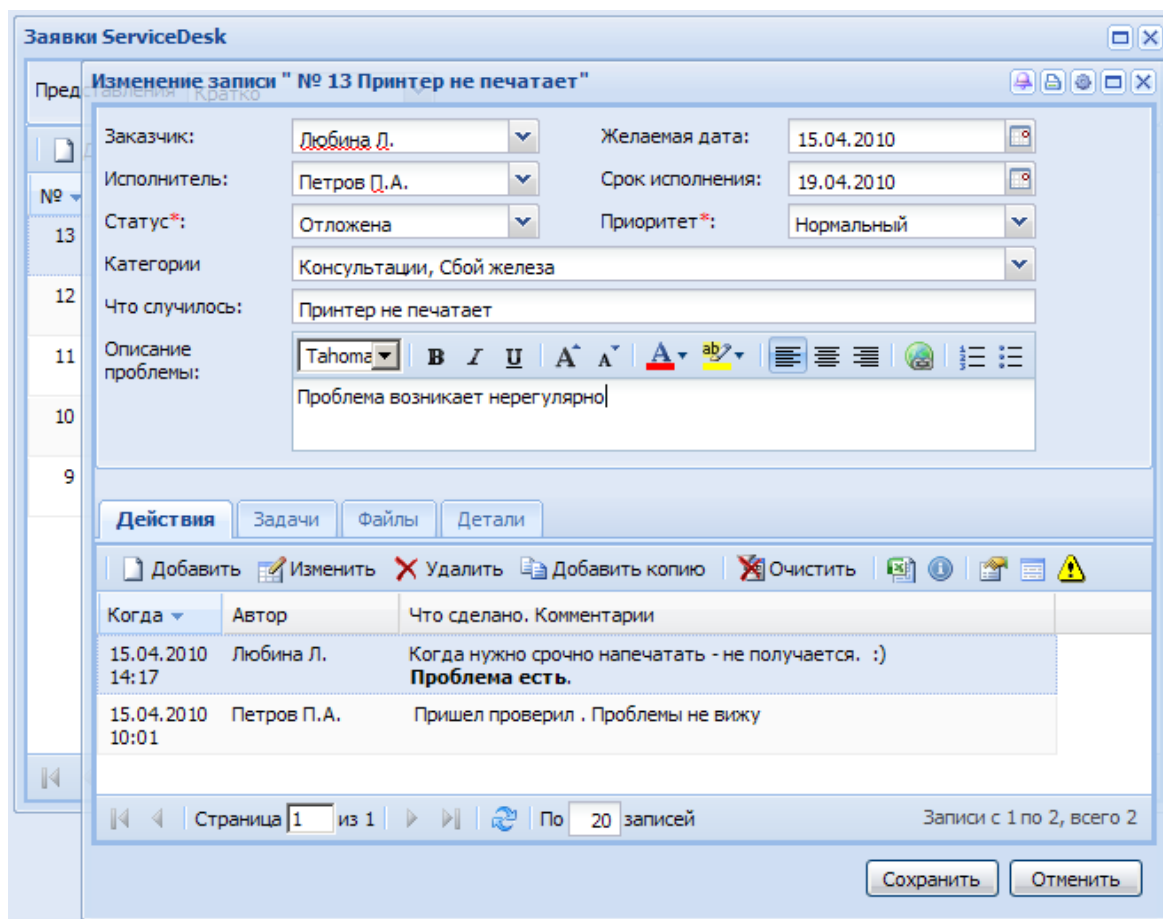 Заявки ServiceDesk
Изменение записи " № 13 Принтер не печатает"
Представления Кратко
№
13
12
11
10
9
Заказчик: Любина Л. Желаемая дата: 15.04.2010
Исполнитель: Петров П.А. Срок исполнения: 19.04.2010
Статус*: Отложена Приоритет*: Нормальный
Категории Консультации, Сбой железа
Что случилось: Принтер не печатает
Описание
проблемы:
Tahoma B I U A A A ab
Проблема возникает нерегулярно
Действия Задачи Файлы Детали
Добавить Изменить Удалить Добавить копию Очистить
Когда Автор Что сделано. Комментарии
15.04.2010 Любина Л. Когда нужно срочно напечатать - не получается. :)
14:17 Проблема есть.
15.04.2010 Петров П.А. Пришел проверил . Проблемы не вижу
10:01
Страница 1 из 1 По 20 записей Записи с 1 по 2, всего 2
Сохранить Отменить